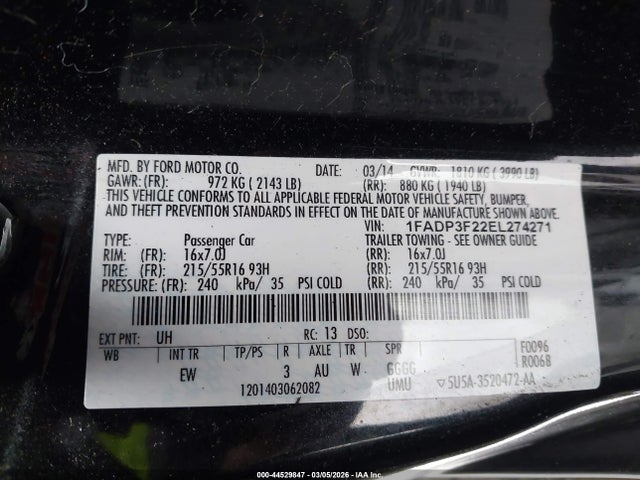 MFD. BY FORD MOTOR CO. DATE: 03/14 GVWR: 1810 KG ( 3990 LB)
GAWR: (FR): 972 KG ( 2143 LB) (RR): 880 KG ( 1940 LB)
THIS VEHICLE CONFORMS TO ALL APPLICABLE FEDERAL MOTOR VEHICLE SAFETY, BUMPER,
AND THEFT PREVENTION STANDARDS IN EFFECT ON THE DATE OF MANUFACTURE SHOWN ABOVE.
VIN: 1FADP3F22EL274271
TYPE: Passenger Car TRAILER TOWING - SEE OWNER GUIDE
RIM: (FR): 16x7.0J (RR): 16x7.0J
TIRE: (FR): 215/55R16 93H (RR): 215/55R16 93H
PRESSURE: (FR): 240 kPa/ 35 PSI COLD (RR): 240 kPa/ 35 PSI COLD
EXT PNT: UH RC: 13 DSO:
WB INT TR TP/PS R AXLE TR SPR F0096
EW 3 AU W GGGG R0068
1201403062082 UMU ▽5U5A-3520472-AA
000-44529847 - 03/05/2026 - IAA Inc.